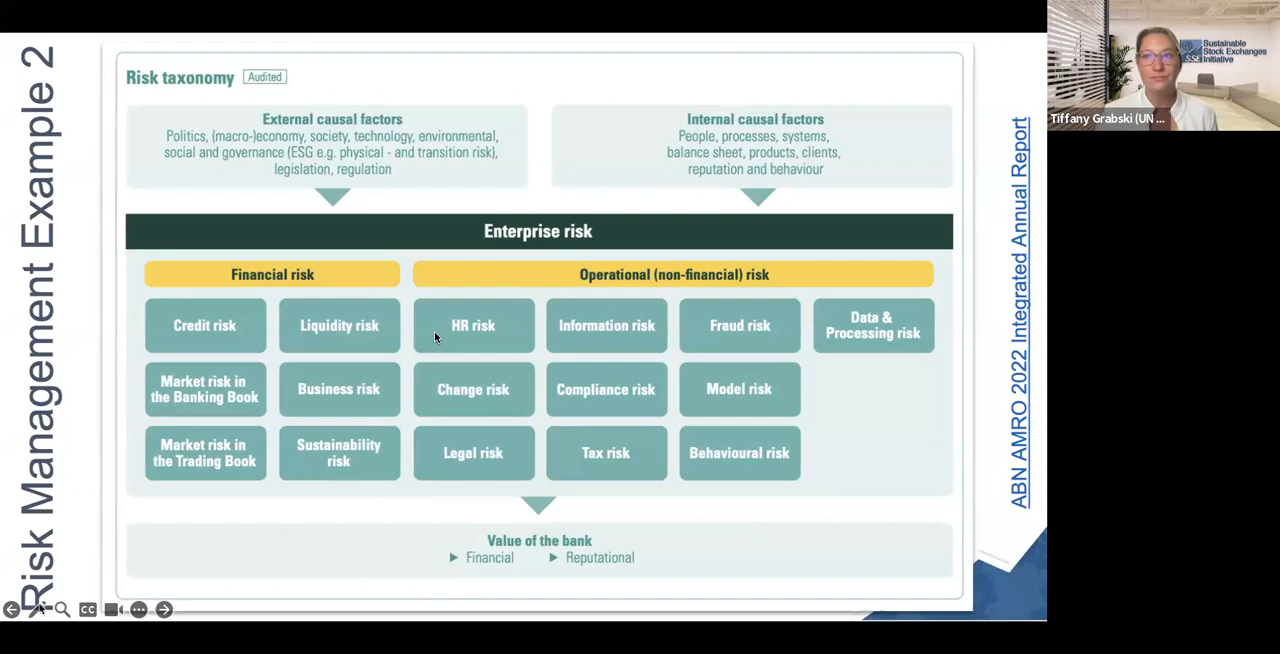 Risk Management Example 2
Risk taxonomy
Audited
External causal factors
Politics, (macro-)economy, society, technology, environmental,
social and governance (ESG e.g. physical - and transition risk),
legislation, regulation
Internal causal factors
People, processes, systems,
balance sheet, products, clients,
reputation and behaviour
Enterprise risk
Financial risk
Operational (non-financial) risk
Credit risk
Liquidity risk
HR risk
Information risk
Fraud risk
Data &
Processing risk
Market risk in
the Banking Book
Business risk
Change risk
Compliance risk
Model risk
Market risk in
the Trading Book
Sustainability
risk
Legal risk
Tax risk
Behavioural risk
Value of the bank
Financial
Reputational
ABN AMRO 2022 Integrated Annual Report
CC
Sustainable
Stock Exchanges
Initiative
SSE
Tiffany Grabski (UN ...